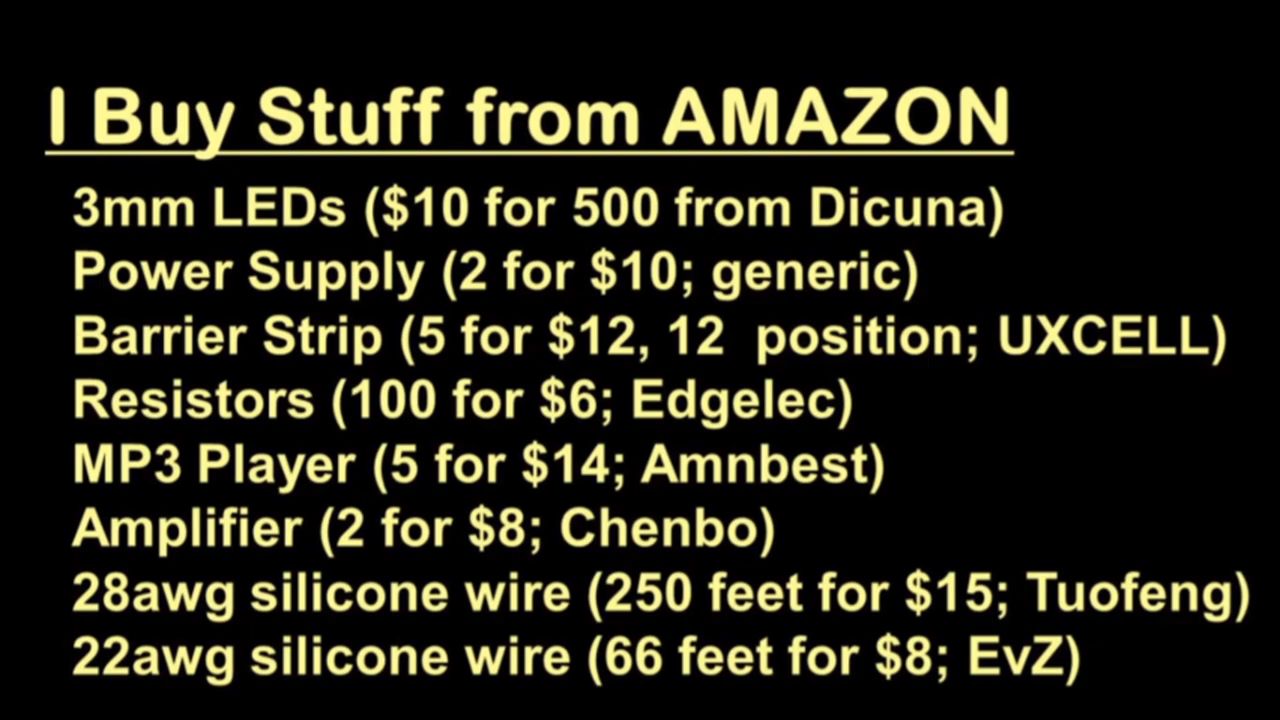 I Buy Stuff from AMAZON
3mm LEDs ($10 for 500 from Dicuna)
Power Supply (2 for $10; generic)
Barrier Strip (5 for $12, 12  position; UXCELL)
Resistors (100 for $6; Edgelec)
MP3 Player (5 for $14; Amnbest)
Amplifier (2 for $8; Chenbo)
28awg silicone wire (250 feet for $15; Tuofeng)
22awg silicone wire (66 feet for $8; EvZ)